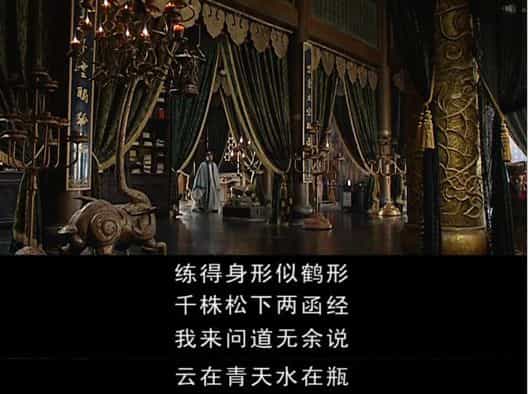 练得身形似鹤形
千株松下两函经
我来问道无余说
云在青天水在瓶